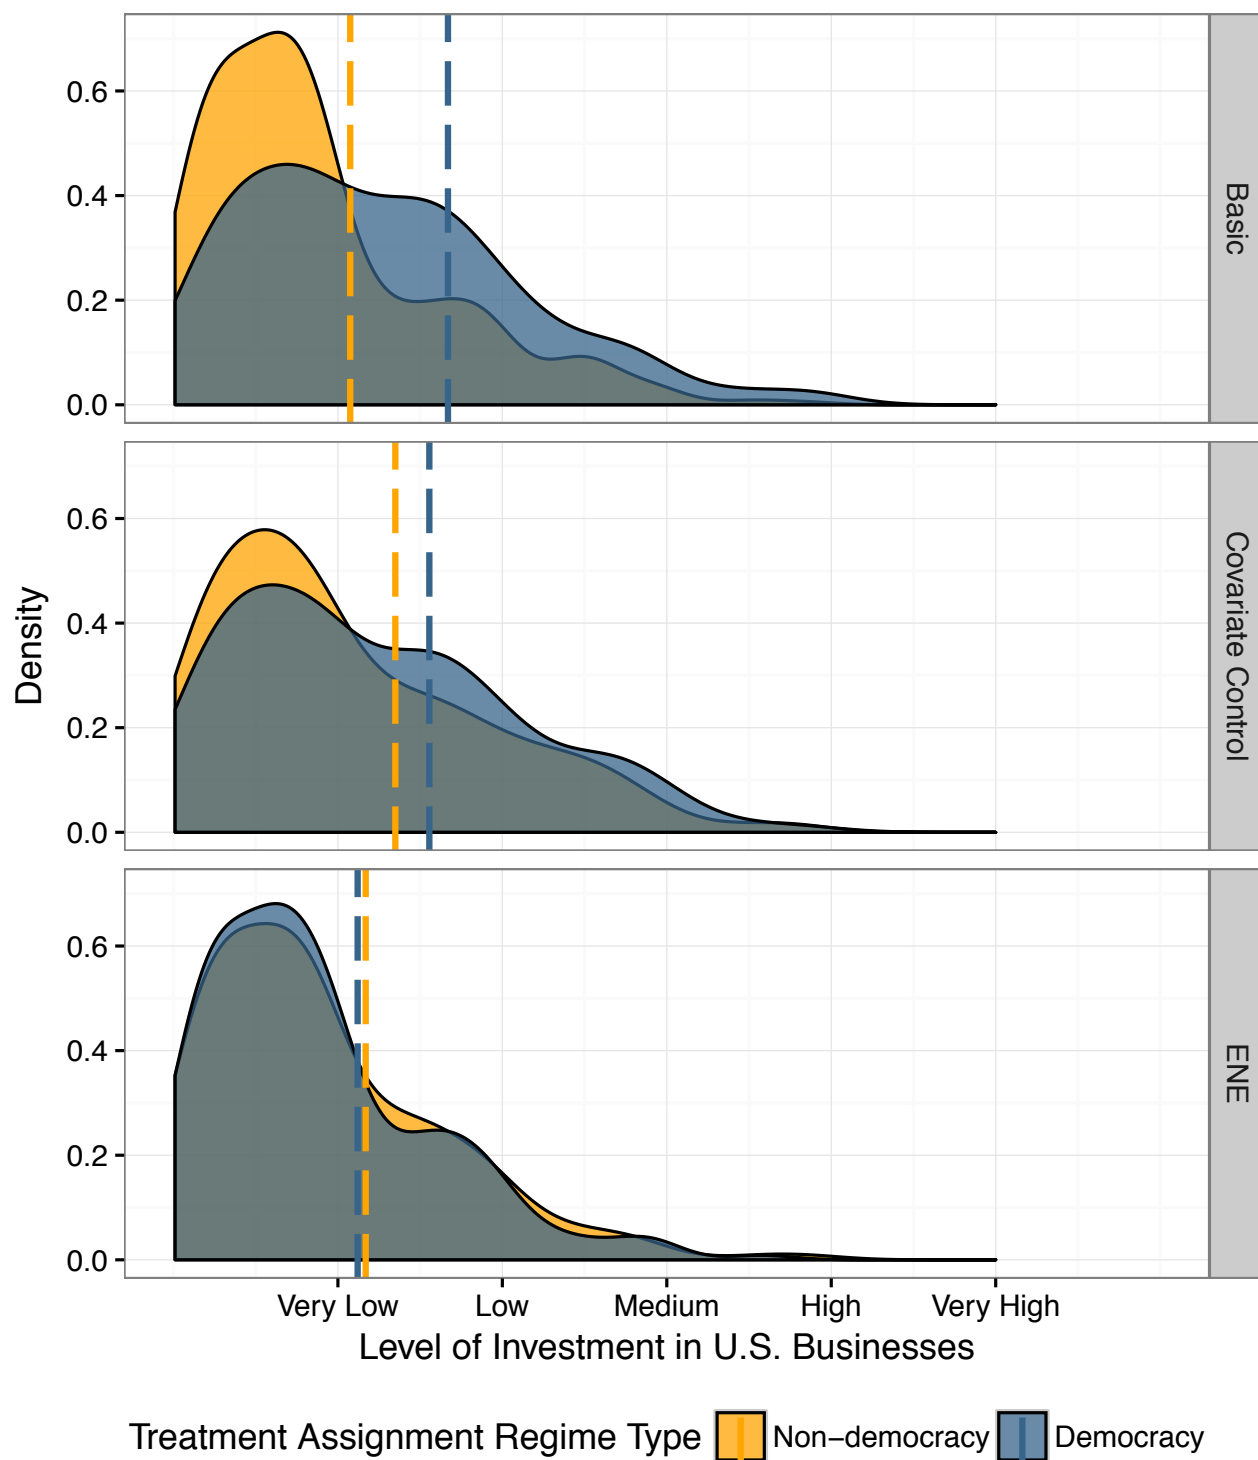 0.6
0.4
0.2
0.0
Basic
0.6
0.4
0.2
0.0
Covariate Control
Density
0.6
0.4
0.2
0.0
ENE
Very Low Low Medium High Very High
Level of Investment in U.S. Businesses
Treatment Assignment Regime Type Non−democracy Democracy